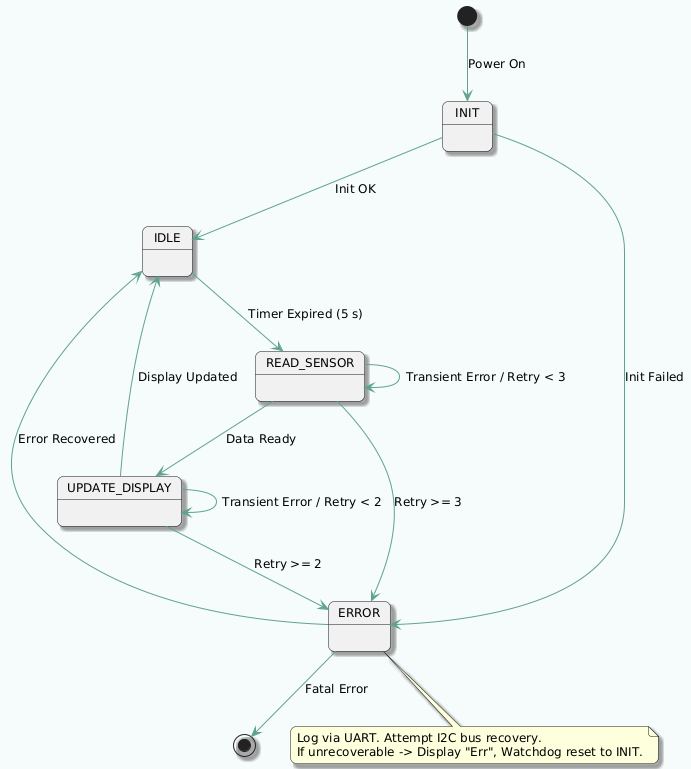 Power On
INIT
Init OK
IDLE
Timer Expired (5 s)
READ_SENSOR
Transient Error / Retry < 3
Display Updated
Init Failed
Error Recovered
Data Ready
UPDATE_DISPLAY
Transient Error / Retry < 2
Retry >= 3
Retry >= 2
ERROR
Fatal Error
Log via UART. Attempt I2C bus recovery.
If unrecoverable -> Display "Err", Watchdog reset to INIT.